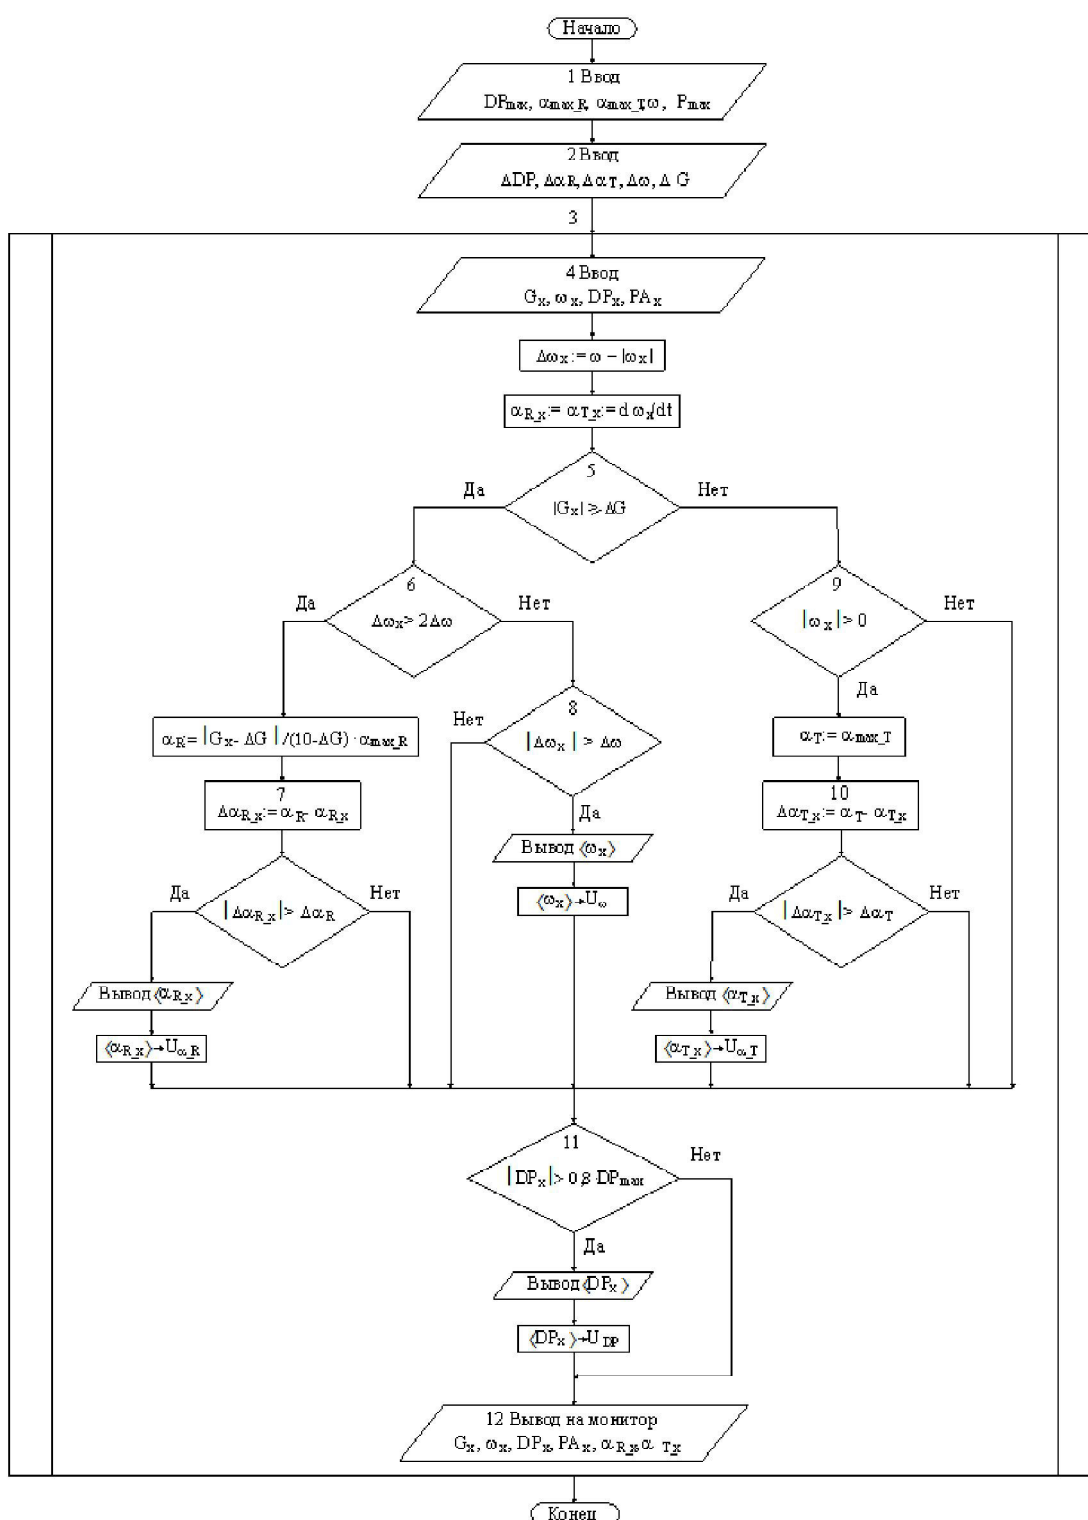 Начало
1 Ввод
DPmax, αmax_R, αmax_T, ω, Pmax
2 Ввод
ΔDP, ΔαR, ΔαT, Δω, Δ G
3
4 Ввод
Gx, ωx, DPx, PAx
Δωx := ω – |ωx|
αR_x := αT_x := d ωx/dt
5
Да
Нет
|Gx| ≥ ΔG
6
Да
Нет
Δωx > 2Δω
9
Нет
|ωx| > 0
Да
8
Нет
|Δωx| > Δω
Да
αR := |Gx - ΔG| /(10-ΔG) · αmax_R
αT := αmax_T
7
ΔαR_x := αR - αR_x
10
ΔαT_x := αT - αT_x
Вывод ⟨ωx⟩
⟨ωx⟩→Uω
Да
Нет
|ΔαR_x| > ΔαR
Да
Нет
|ΔαT_x| > ΔαT
Вывод ⟨αR_x⟩
Вывод ⟨αT_x⟩
⟨αR_x⟩→Uα_R
⟨αT_x⟩→Uα_T
11
Нет
|DPx| > 0,8·DPmax
Да
Вывод ⟨DPx⟩
⟨DPx⟩→UDP
12 Вывод на монитор
Gx, ωx, DPx, PAx, αR_x, α T_x
Конец